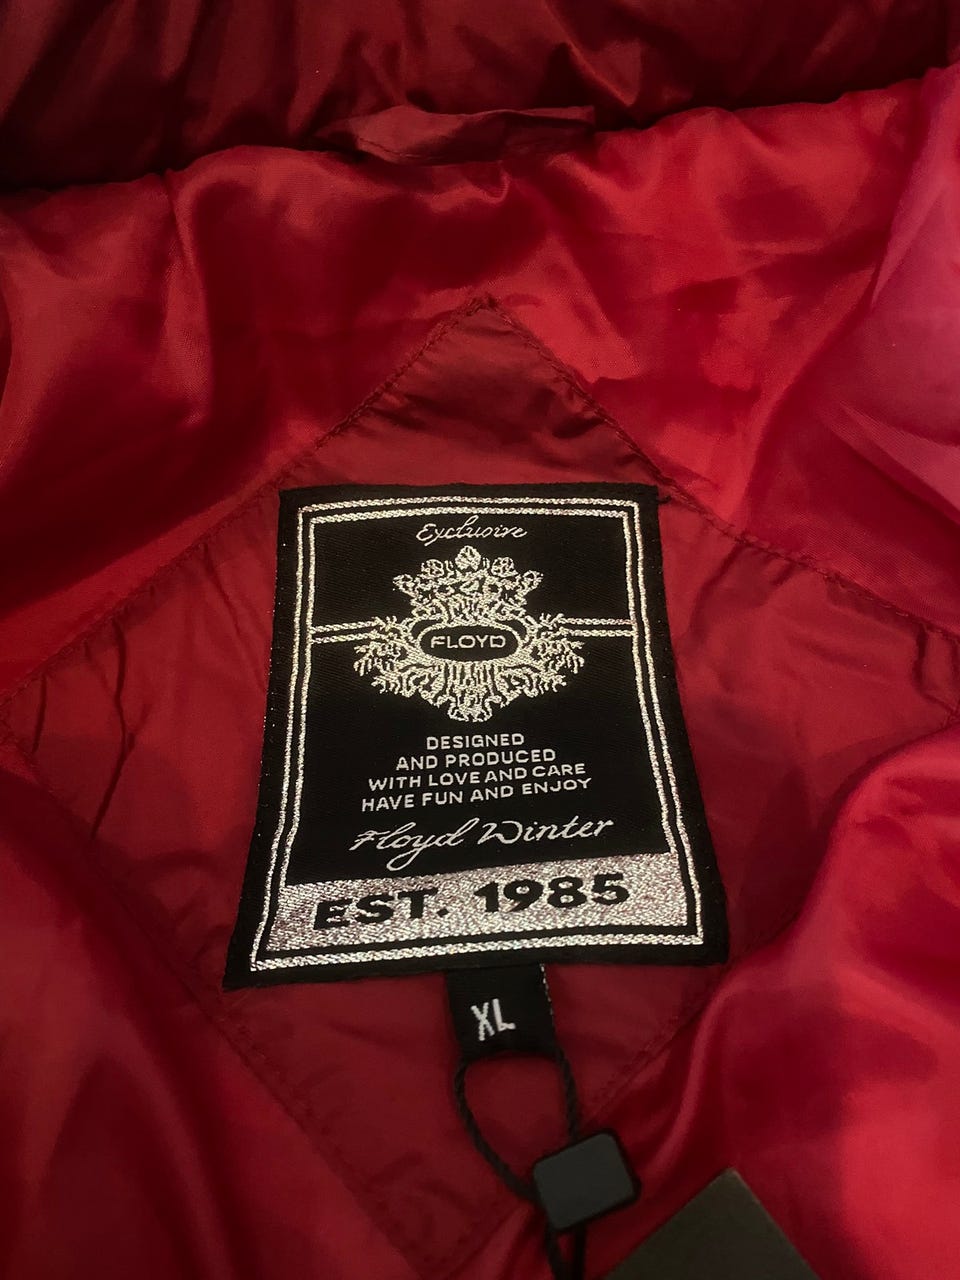 Exclusive
FLOYD
DESIGNED
AND PRODUCED
WITH LOVE AND CARE
HAVE FUN AND ENJOY
Floyd Winter
EST. 1985
XL